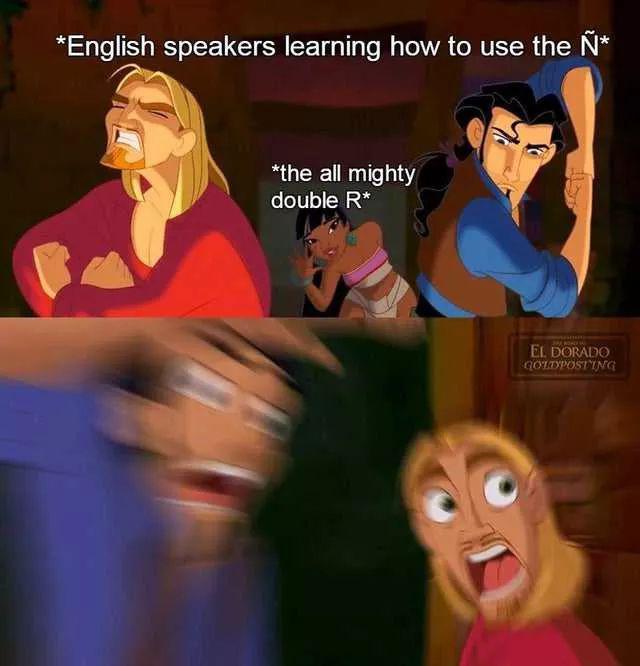 *English speakers learning how to use the Ñ*
*the all mighty
double R*
EL DORADO
GOLDPOSTING